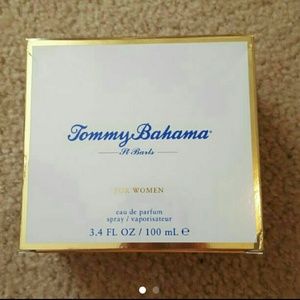 Tommy Bahama
St Barts
FOR WOMEN
eau de parfum
spray / vaporisateur
3.4 FL OZ / 100 mL ℮